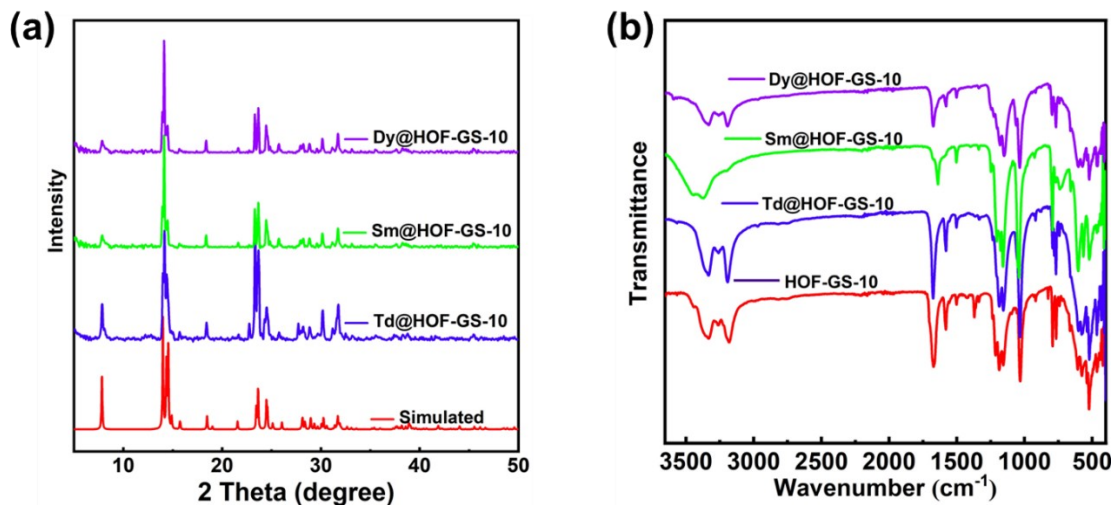 (a)
Intensity
Dy@HOF-GS-10
Sm@HOF-GS-10
Td@HOF-GS-10
Simulated
10 20 30 40 50
2 Theta (degree)
(b)
Transmittance
Dy@HOF-GS-10
Sm@HOF-GS-10
Td@HOF-GS-10
HOF-GS-10
3500 3000 2500 2000 1500 1000 500
Wavenumber (cm⁻¹)